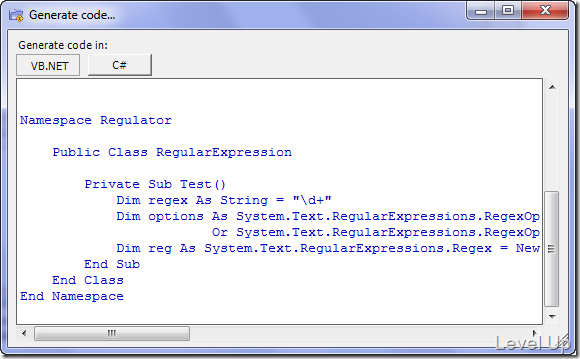 Generate code...
Generate code in:
VB.NET C#
Namespace Regulator
Public Class RegularExpression
Private Sub Test()
Dim regex As String = "\d+"
Dim options As System.Text.RegularExpressions.RegexOp
Or System.Text.RegularExpressions.RegexOp
Dim reg As System.Text.RegularExpressions.Regex = New
End Sub
End Class
End Namespace
Level Up